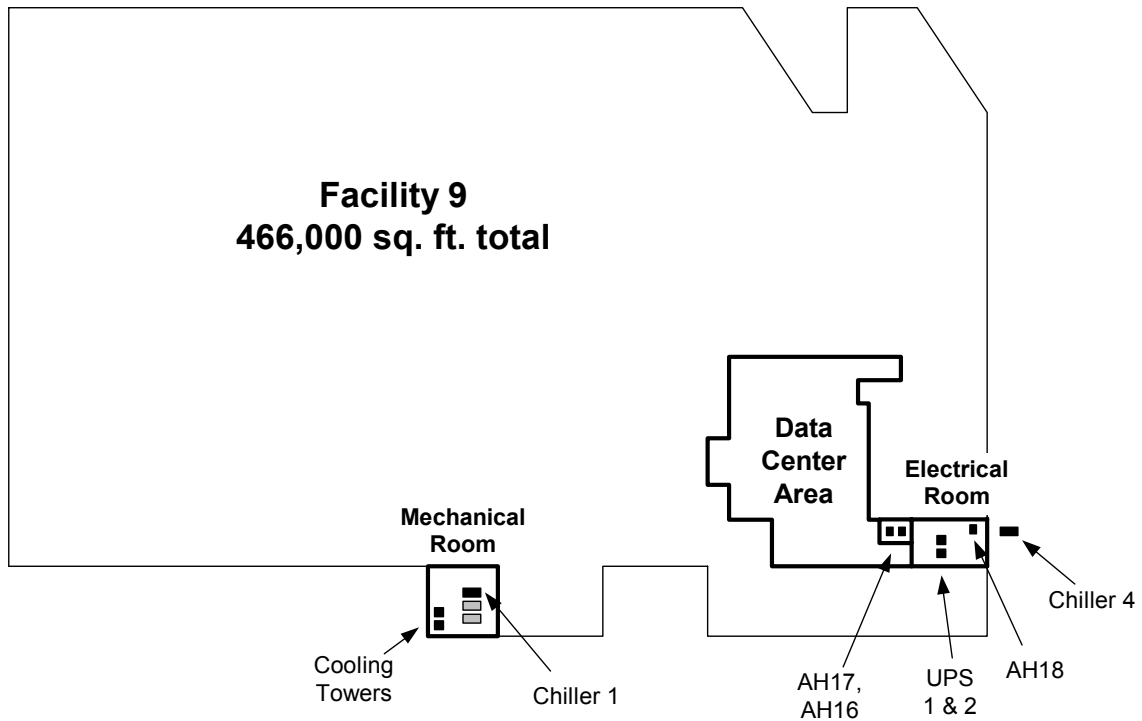 Facility 9
466,000 sq. ft. total
Data
Center
Area
Electrical
Room
Mechanical
Room
Chiller 4
Cooling
Towers
Chiller 1
AH17,
AH16
UPS
1 & 2
AH18